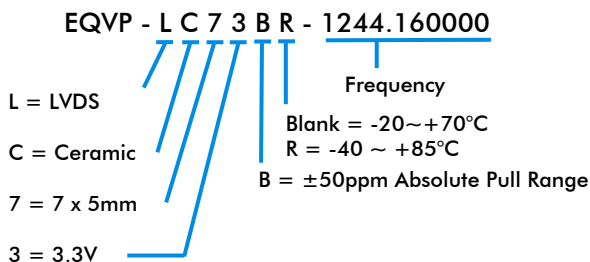 EQVP - L C 7 3 B R - 1244.160000
Frequency
L = LVDS
Blank = -20~+70°C
C = Ceramic
R = -40 ~ +85°C
B = ±50ppm Absolute Pull Range
7 = 7 x 5mm
3 = 3.3V